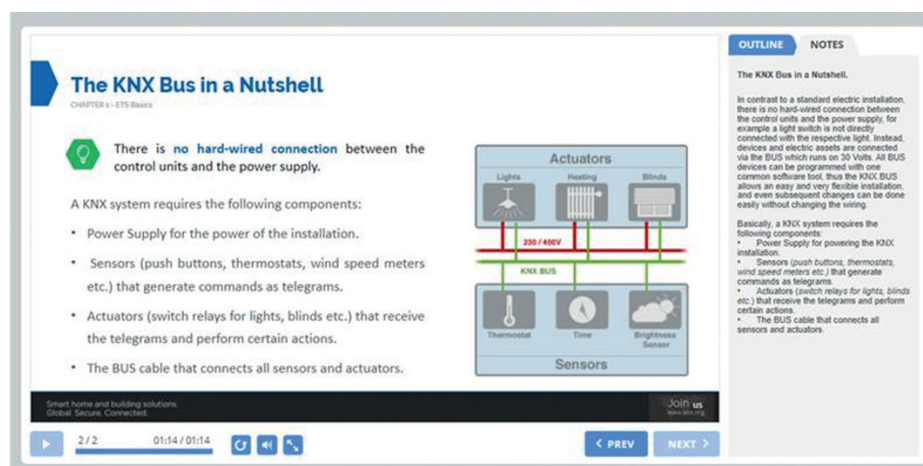 The KNX Bus in a Nutshell
CHAPTER 1 - ETS Basics
There is no hard-wired connection between the
control units and the power supply.
A KNX system requires the following components:
• Power Supply for the power of the installation.
• Sensors (push buttons, thermostats, wind speed meters
etc.) that generate commands as telegrams.
• Actuators (switch relays for lights, blinds etc.) that receive
the telegrams and perform certain actions.
• The BUS cable that connects all sensors and actuators.
Actuators
Lights Heating Blinds
230 / 400V
KNX BUS
Thermostat Time Brightness
Sensor
Sensors
Smart home and building solutions.
Global. Secure. Connected.
Join us
www.knx.org
2 / 2 01:14 / 01:14
< PREV NEXT >
OUTLINE NOTES
The KNX Bus in a Nutshell.
In contrast to a standard electric installation,
there is no hard-wired connection between
the control units and the power supply, for
example a light switch is not directly
connected with the respective light. Instead,
devices and electric assets are connected
via the BUS which runs on 30 Volts. All BUS
devices can be programmed with one
common software tool, thus the KNX BUS
allows an easy and very flexible installation,
and even subsequent changes can be done
easily without changing the wiring.
Basically, a KNX system requires the
following components:
• Power Supply for powering the KNX
installation.
• Sensors (push buttons, thermostats,
wind speed meters etc.) that generate
commands as telegrams.
• Actuators (switch relays for lights, blinds
etc.) that receive the telegrams and perform
certain actions.
• The BUS cable that connects all
sensors and actuators.